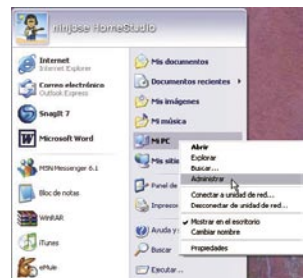 ninjase HomeStudio
Internet
Internet Explorer
Correo electrónico
Outlook Express
SnagIt 7
Microsoft Word
MSN Messenger 6.1
Bloc de notas
WinRAR
iTunes
eMule
Mis documentos
Documentos recientes
Mis imágenes
Mi música
Mi PC
Mis
Panel de
Ayuda y
Buscar
Ejecutar...
Abrir
Explorar
Buscar...
Administrar
Conectar a unidad de red...
Desconectar de unidad de red...
Mostrar en el escritorio
Cambiar nombre
Propiedades